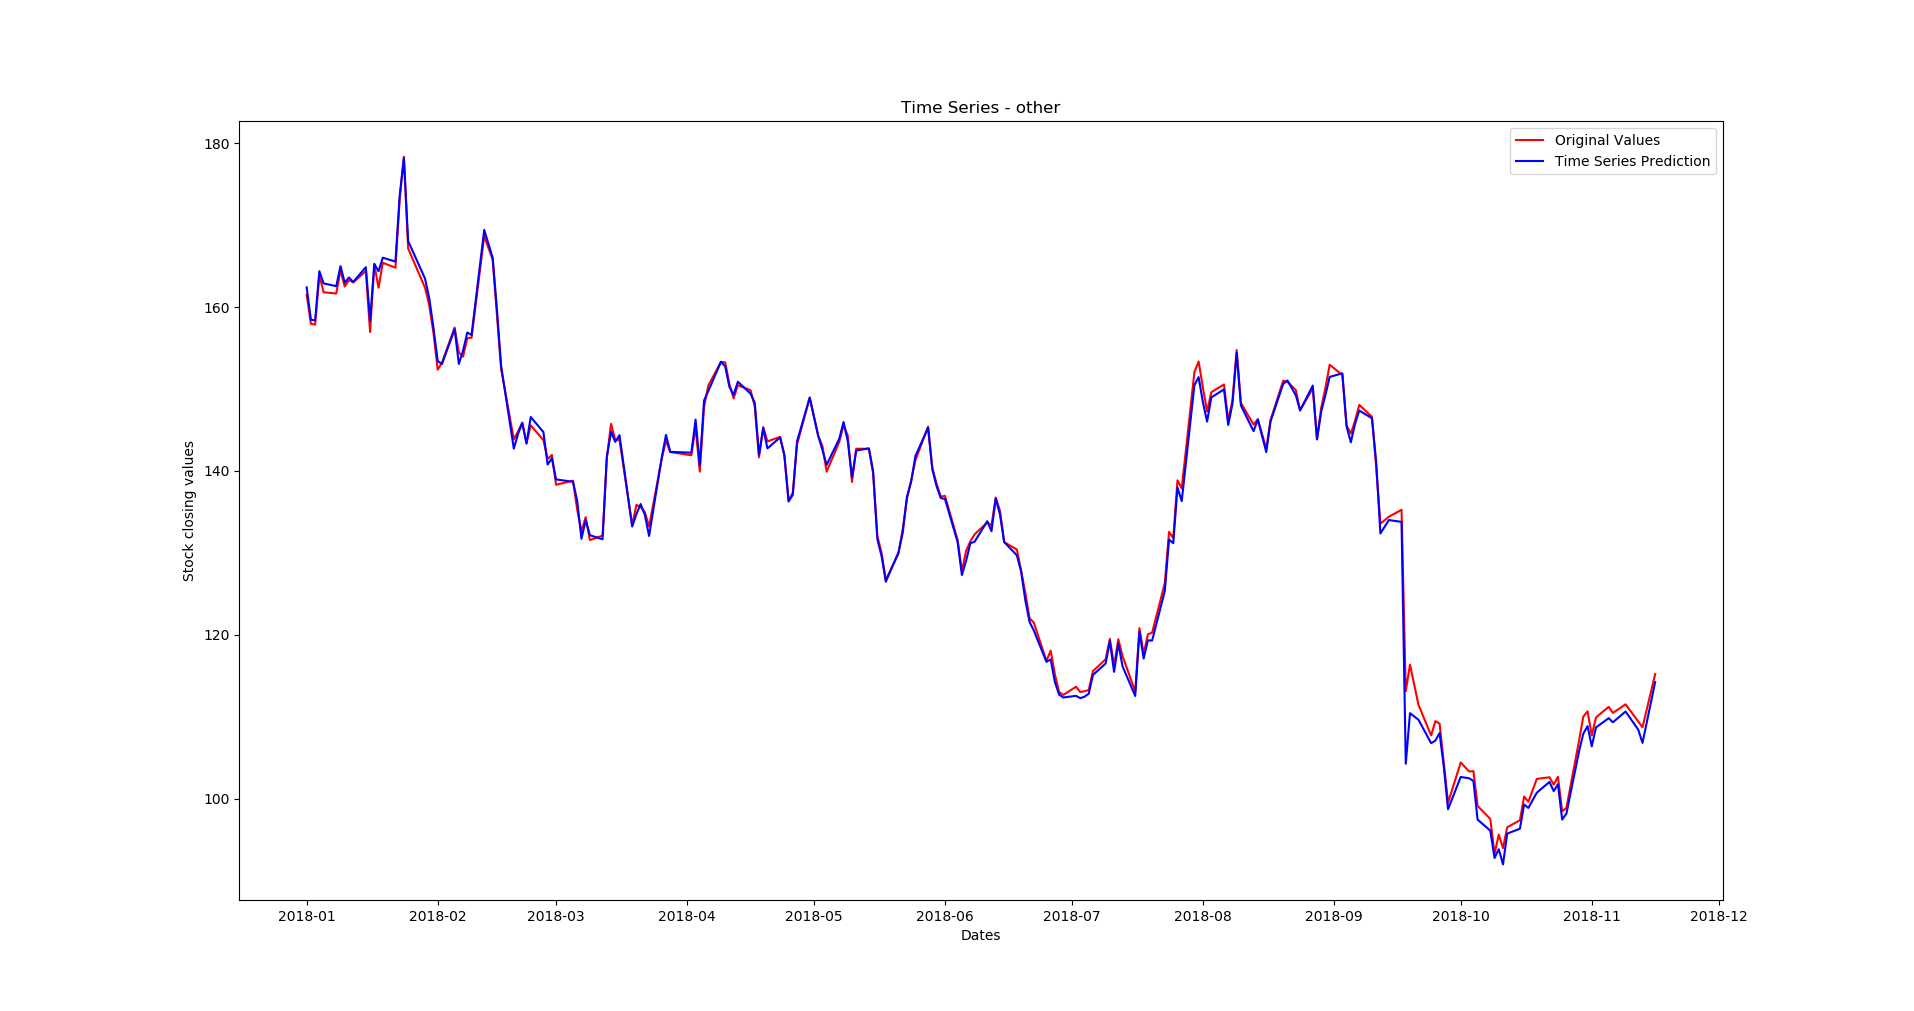 Time Series - other
Original Values
Time Series Prediction
180
160
140
120
100
Stock closing values
2018-01 2018-02 2018-03 2018-04 2018-05 2018-06 2018-07 2018-08 2018-09 2018-10 2018-11 2018-12
Dates